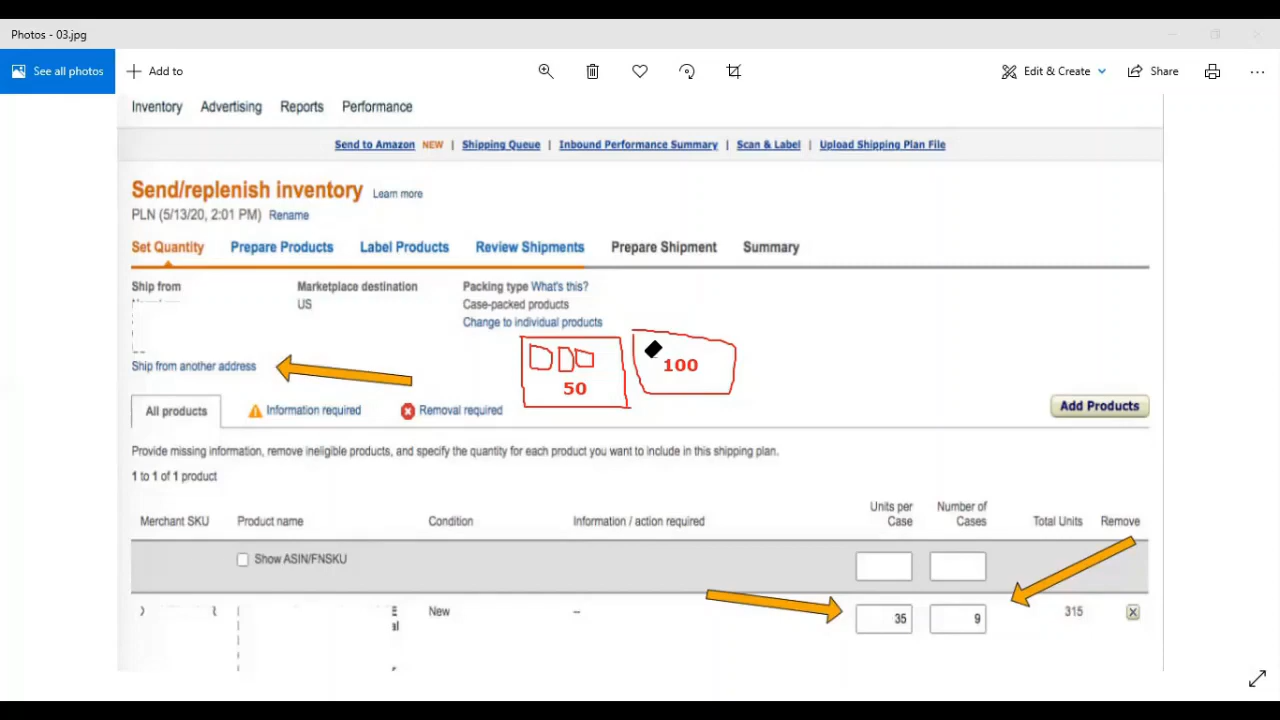 Photos - 03.jpg
See all photos
Add to
Edit & Create
Share
Inventory Advertising Reports Performance
Send to Amazon NEW | Shipping Queue | Inbound Performance Summary | Scan & Label | Upload Shipping Plan File
Send/replenish inventory Learn more
PLN (5/13/20, 2:01 PM) Rename
Set Quantity Prepare Products Label Products Review Shipments Prepare Shipment Summary
Ship from Marketplace destination Packing type What's this?
US Case-packed products
Change to individual products
Ship from another address
50
100
All products Information required Removal required Add Products
Provide missing information, remove ineligible products, and specify the quantity for each product you want to include in this shipping plan.
1 to 1 of 1 product
Merchant SKU Product name Condition Information / action required Units per Case Number of Cases Total Units Remove
Show ASIN/FNSKU
New -- 35 9 315 X